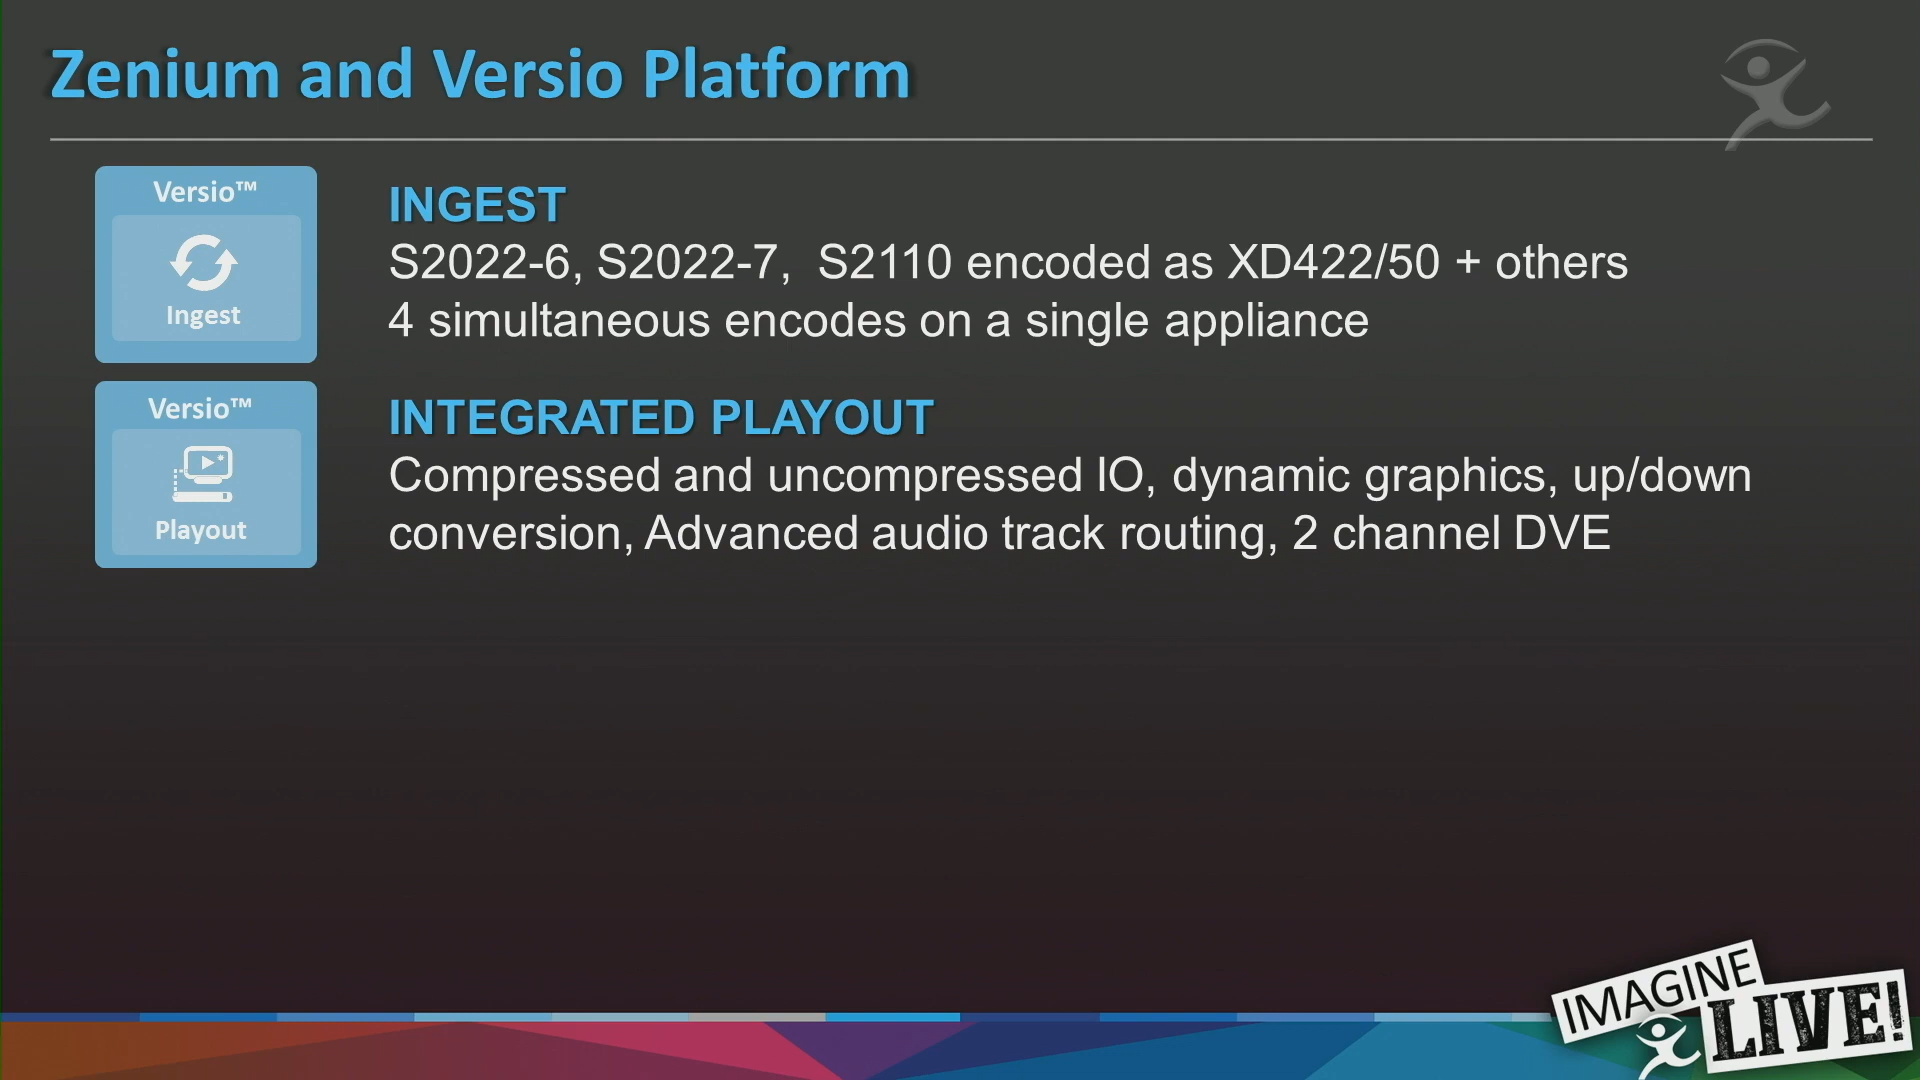 Zenium and Versio Platform
Versio™
Ingest
INGEST
S2022-6, S2022-7, S2110 encoded as XD422/50 + others
4 simultaneous encodes on a single appliance
Versio™
Playout
INTEGRATED PLAYOUT
Compressed and uncompressed IO, dynamic graphics, up/down
conversion, Advanced audio track routing, 2 channel DVE
IMAGINE
LIVE!